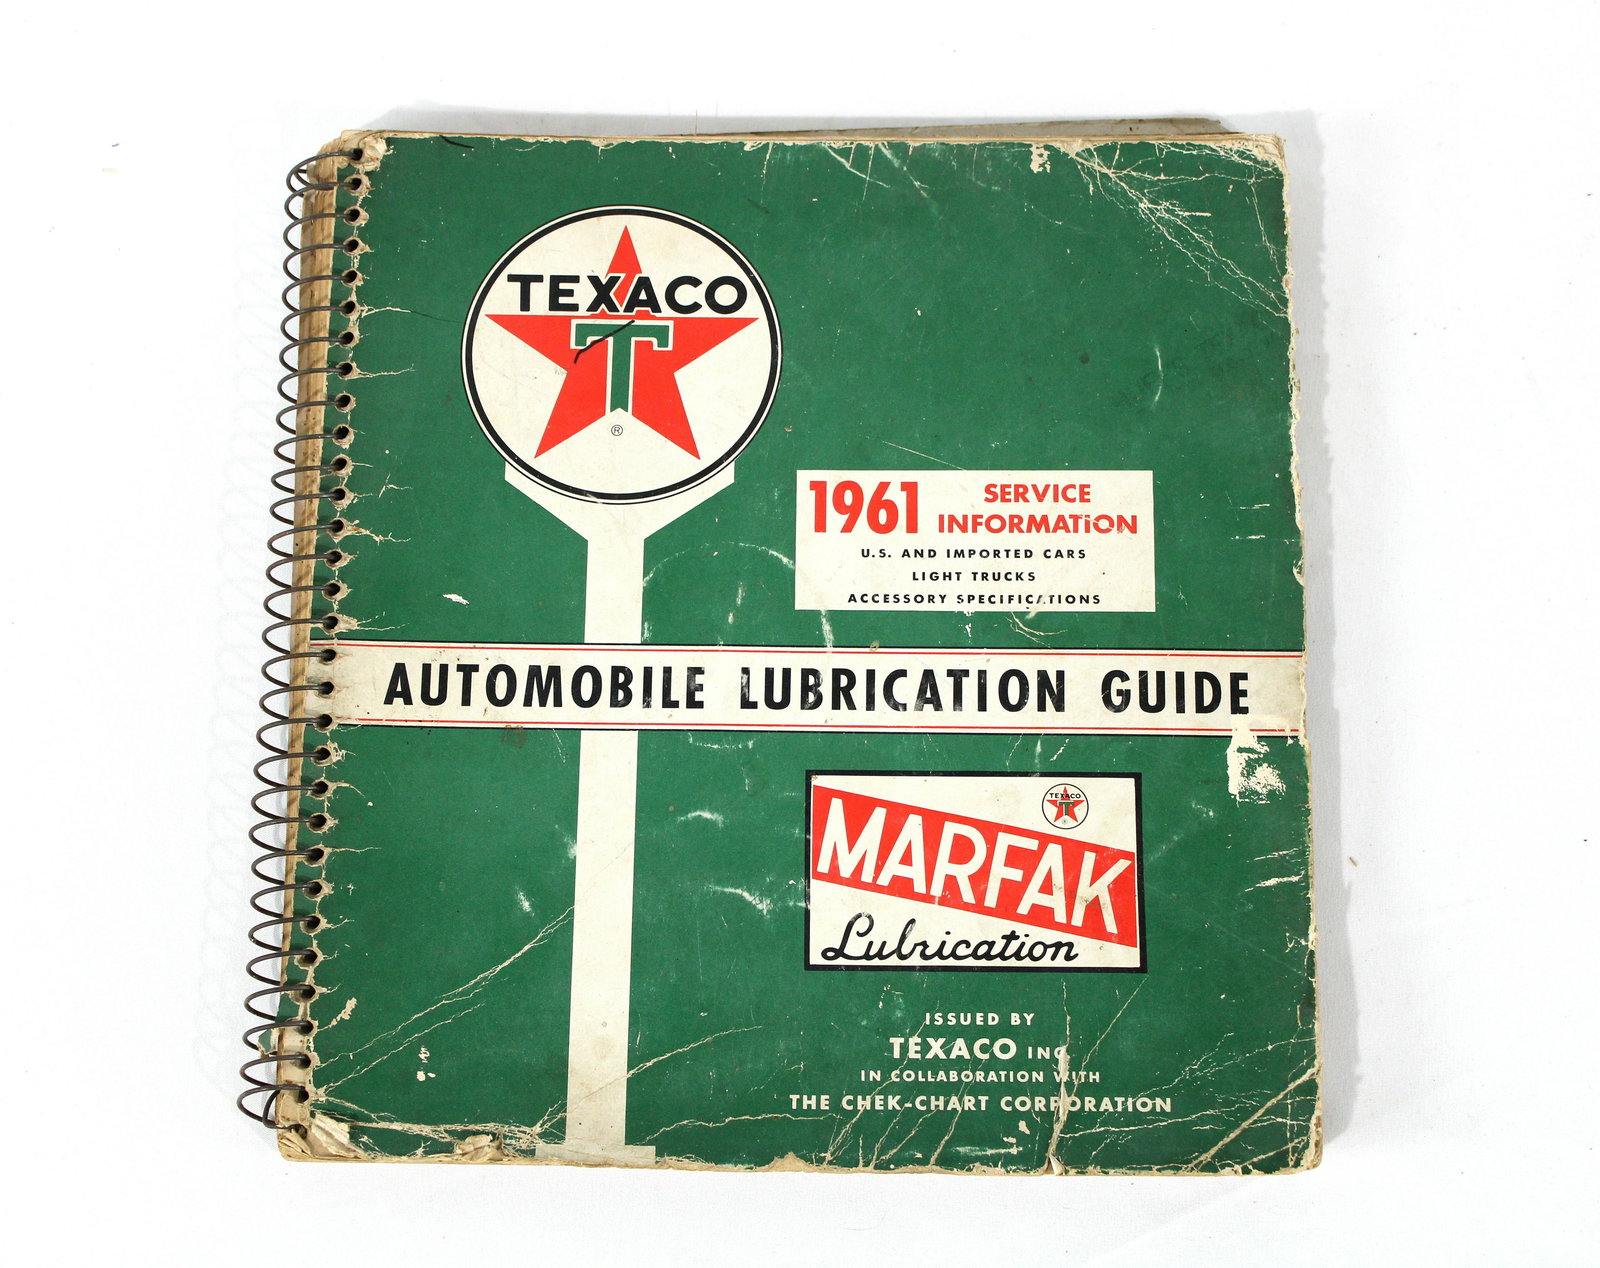 TEXACO
T
®
1961 SERVICE
INFORMATION
U.S. AND IMPORTED CARS
LIGHT TRUCKS
ACCESSORY SPECIFICATIONS
AUTOMOBILE LUBRICATION GUIDE
TEXACO
T
®
MARFAK
Lubrication
ISSUED BY
TEXACO INC.
IN COLLABORATION WITH
THE CHEK-CHART CORPORATION